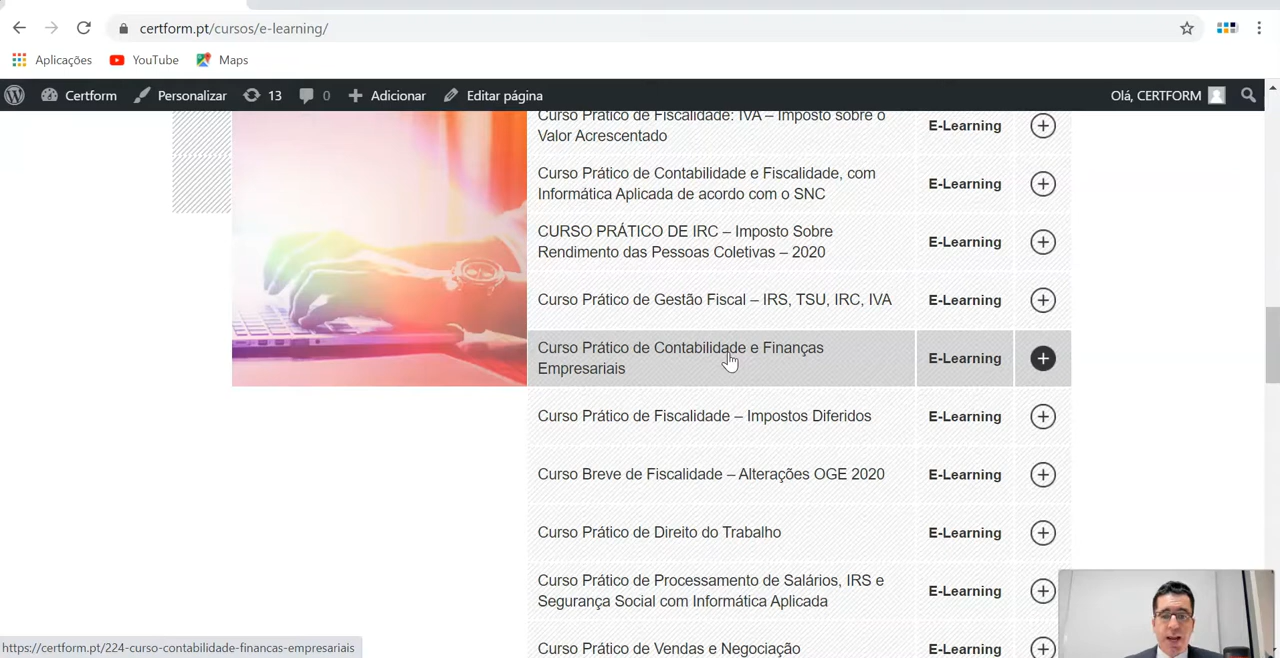 certform.pt/cursos/e-learning/
Aplicações YouTube Maps
Certform Personalizar 13 0 Adicionar Editar página Olá, CERTFORM
Curso Prático de Fiscalidade: IVA – Imposto sobre o
Valor Acrescentado
E-Learning
Curso Prático de Contabilidade e Fiscalidade, com
Informática Aplicada de acordo com o SNC
E-Learning
CURSO PRÁTICO DE IRC – Imposto Sobre
Rendimento das Pessoas Coletivas – 2020
E-Learning
Curso Prático de Gestão Fiscal – IRS, TSU, IRC, IVA
E-Learning
Curso Prático de Contabilidade e Finanças
Empresariais
E-Learning
Curso Prático de Fiscalidade – Impostos Diferidos
E-Learning
Curso Breve de Fiscalidade – Alterações OGE 2020
E-Learning
Curso Prático de Direito do Trabalho
E-Learning
Curso Prático de Processamento de Salários, IRS e
Segurança Social com Informática Aplicada
E-Learning
Curso Prático de Vendas e Negociação
E-Learning
https://certform.pt/224-curso-contabilidade-financas-empresariais